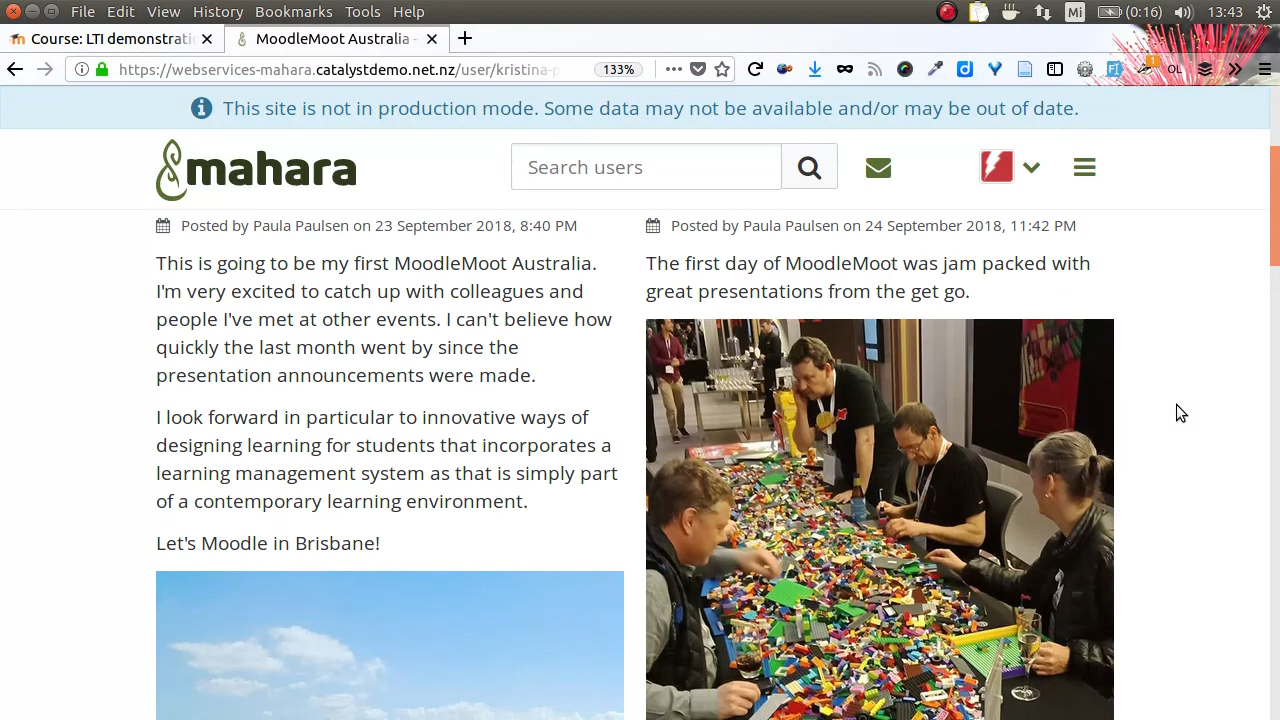 File Edit View History Bookmarks Tools Help
Mi (0:16) 13:43
Course: LTI demonstrati
MoodleMoot Australia -
https://webservices-mahara.catalystdemo.net.nz/user/kristina-p 133%
OL
This site is not in production mode. Some data may not be available and/or may be out of date.
mahara
Search users
Posted by Paula Paulsen on 23 September 2018, 8:40 PM
This is going to be my first MoodleMoot Australia.
I'm very excited to catch up with colleagues and
people I've met at other events. I can't believe how
quickly the last month went by since the
presentation announcements were made.
I look forward in particular to innovative ways of
designing learning for students that incorporates a
learning management system as that is simply part
of a contemporary learning environment.
Let's Moodle in Brisbane!
Posted by Paula Paulsen on 24 September 2018, 11:42 PM
The first day of MoodleMoot was jam packed with
great presentations from the get go.